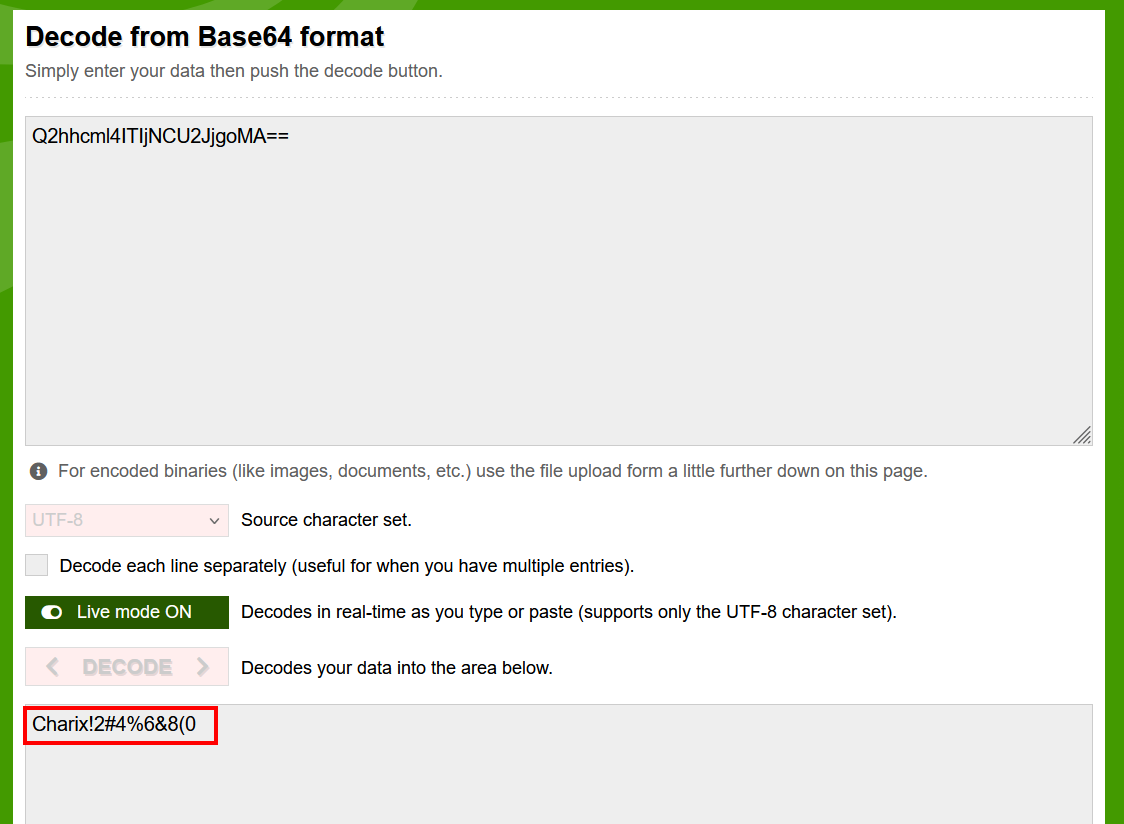 Decode from Base64 format
Simply enter your data then push the decode button.
Q2hhcml4ITIjNCU2JjgoMA==
For encoded binaries (like images, documents, etc.) use the file upload form a little further down on this page.
UTF-8 Source character set.
Decode each line separately (useful for when you have multiple entries).
Live mode ON Decodes in real-time as you type or paste (supports only the UTF-8 character set).
< DECODE > Decodes your data into the area below.
Charix!2#4%6&8(0